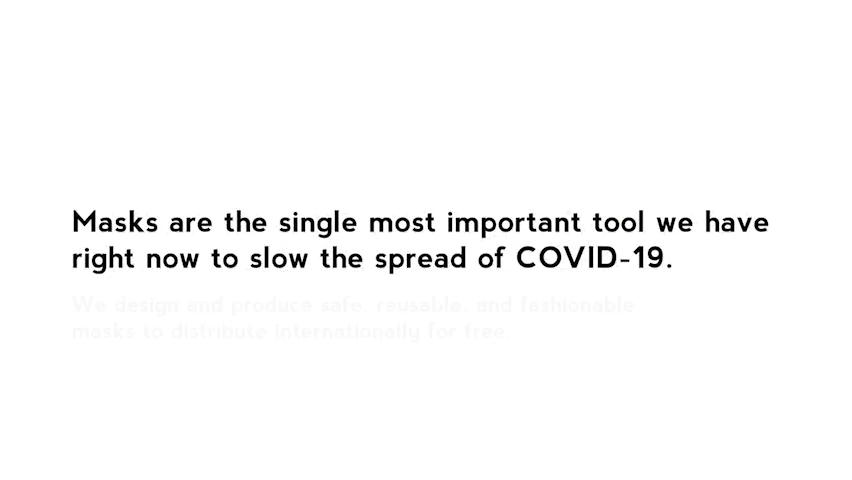 Masks are the single most important tool we have
right now to slow the spread of COVID-19.
We design and produce safe, reusable, and fashionable
masks to distribute internationally for free.